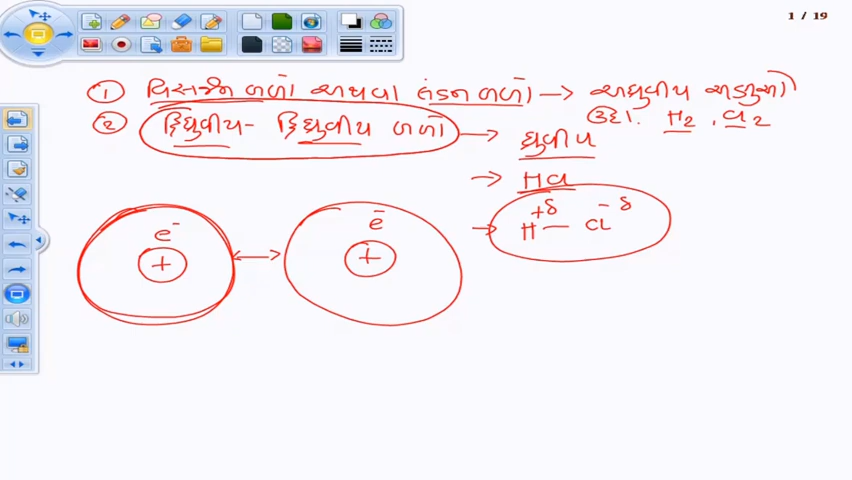 1 / 19
① વિસર્જન બળો અથવા લંડન બળો → અધ્રુવીય અણુઓ
ઉદા. H₂, Cl₂
② દ્વિધ્રુવીય - દ્વિધ્રુવીય બળો → ધ્રુવીય
→ HCl
→ H^{+δ} — Cl^{-δ}
e⁻ e⁻
+ +